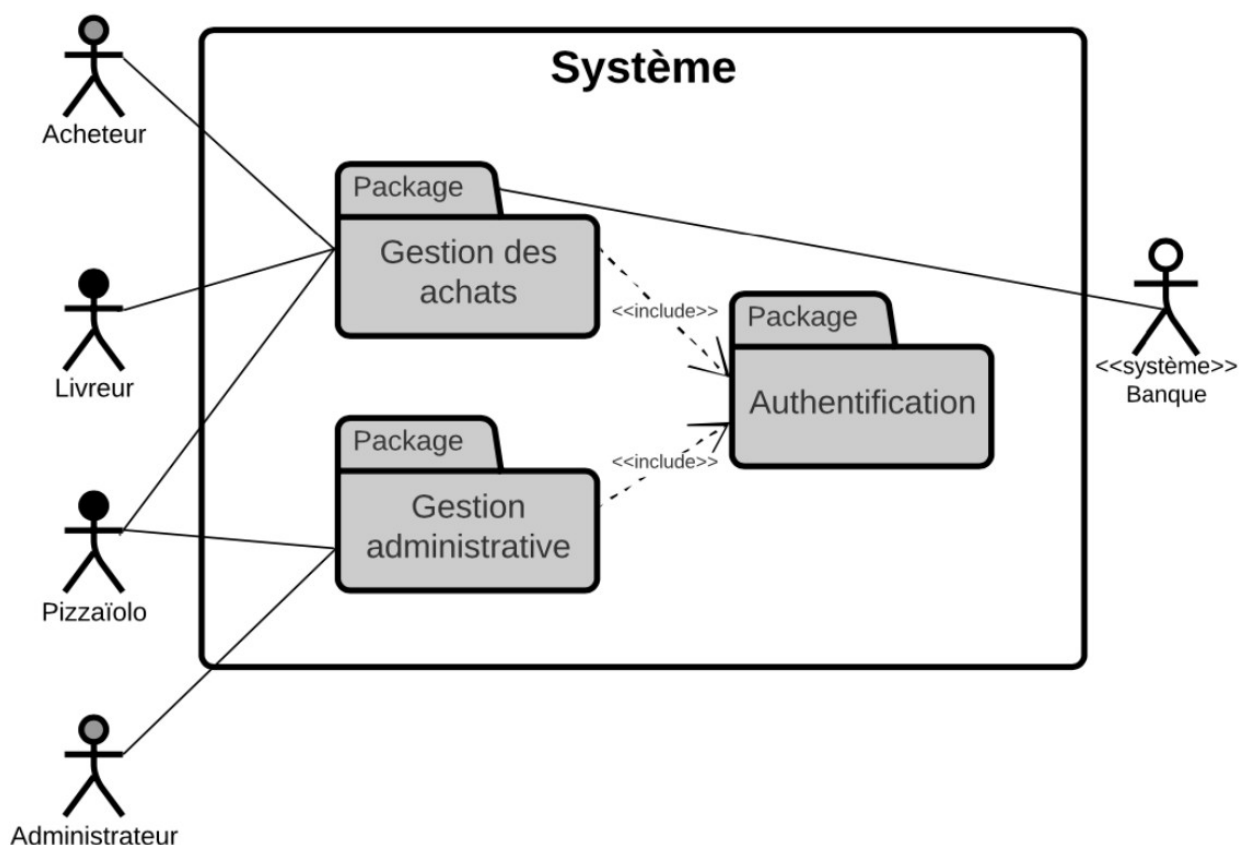 Système
Acheteur
Package
Gestion des
achats
<<include>>
Package
Authentification
<<système>>
Banque
Livreur
Package
Gestion
administrative
<<include>>
Pizzaïolo
Administrateur